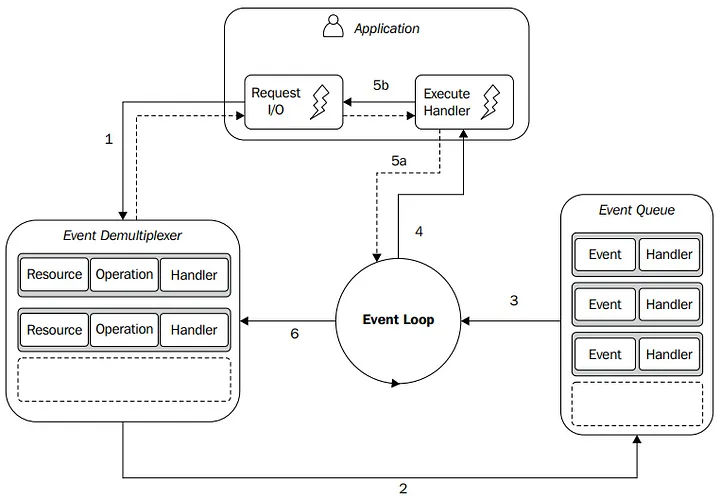 Application
Request
I/O
5b
Execute
Handler
1
5a
4
Event Demultiplexer
Resource Operation Handler
Resource Operation Handler
Event Loop
6
3
Event Queue
Event Handler
Event Handler
Event Handler
2